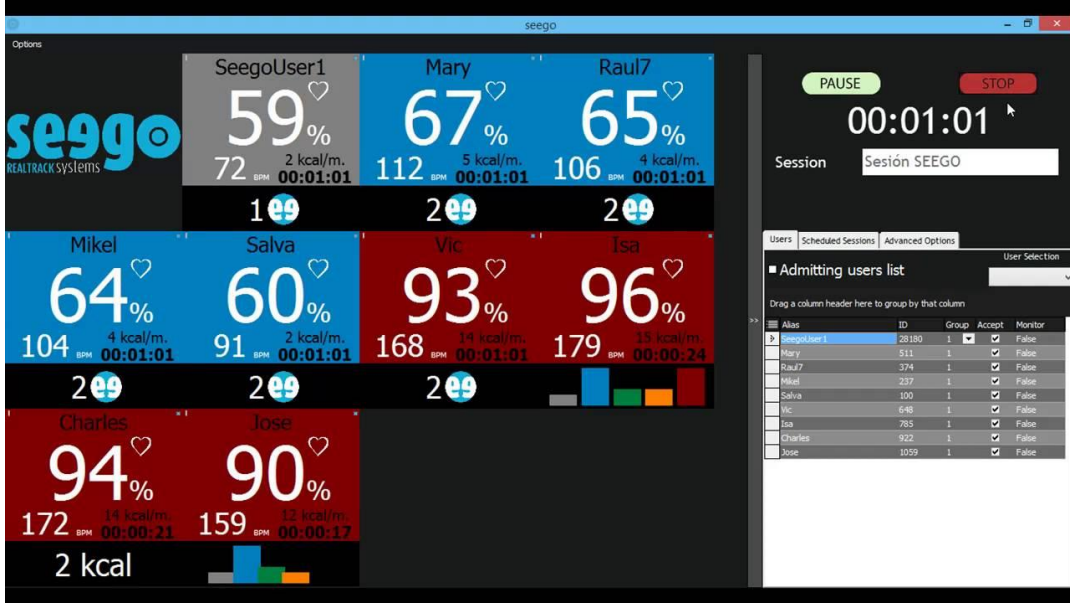 seego
Options
seego
REALTRACK systems
SeegoUser1
59%
2 kcal/m.
72 BPM 00:01:01
1
Mary
67%
5 kcal/m.
112 BPM 00:01:01
2
Raul7
65%
4 kcal/m.
106 BPM 00:01:01
2
Mikel
64%
4 kcal/m.
104 BPM 00:01:01
2
Salva
60%
2 kcal/m.
91 BPM 00:01:01
2
Vic
93%
14 kcal/m.
168 BPM 00:01:01
2
Isa
96%
15 kcal/m.
179 BPM 00:00:24
Charles
94%
14 kcal/m.
172 BPM 00:00:21
2 kcal
Jose
90%
12 kcal/m.
159 BPM 00:00:17
PAUSE STOP
00:01:01
Session Sesión SEEGO
Users Scheduled Sessions Advanced Options
User Selection
Admitting users list
Drag a column header here to group by that column
>>
Alias ID Group Accept Monitor
SeegoUser1 28180 1 False
Mary 511 1 False
Raul7 374 1 False
Mikel 237 1 False
Salva 100 1 False
Vic 648 1 False
Isa 785 1 False
Charles 922 1 False
Jose 1059 1 False